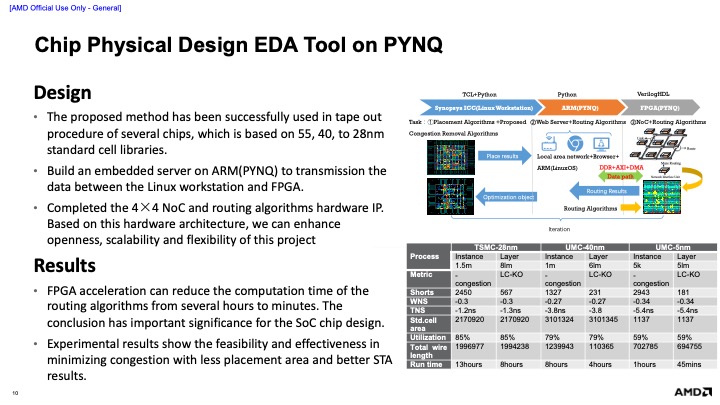 [AMD Official Use Only - General]
Chip Physical Design EDA Tool on PYNQ
Design
• The proposed method has been successfully used in tape out
procedure of several chips, which is based on 55, 40, to 28nm
standard cell libraries.
• Build an embedded server on ARM(PYNQ) to transmission the
data between the Linux workstation and FPGA.
• Completed the 4×4 NoC and routing algorithms hardware IP.
Based on this hardware architecture, we can enhance
openness, scalability and flexibility of this project
Results
• FPGA acceleration can reduce the computation time of the
routing algorithms from several hours to minutes. The
conclusion has important significance for the SoC chip design.
• Experimental results show the feasibility and effectiveness in
minimizing congestion with less placement area and better STA
results.
TCL+Python Python VerilogHDL
Synopsys ICC(Linux Workstation) ARM(PYNQ) FPGA(PYNQ)
Task: ①Placement Algorithms +Proposed ②Web Server+Routing Algorithms ③NoC+Routing Algorithms
Congestion Removal Algorithms
Place results
Local area network+Browser+
ARM(LinuxOS)
DDR+AXI+DMA
Data path
Optimization object
Routing Results
Routing Algorithms
Iteration
TSMC-28nm UMC-40nm UMC-5nm
Process Instance Layer Instance Layer Instance Layer
1.5m 8lm 1m 6lm 5k 5lm
Metric - LC-KO - LC-KO - LC-KO
congestion congestion congestion
Shorts 2450 567 1327 231 2943 181
WNS -0.3 -0.3 -0.27 -0.27 -0.34 -0.34
TNS -1.2ns -1.3ns -3.8ns -3.8 -5.4ns -5.4ns
Std.cell 2170920 2170920 3101324 3101345 1137 1137
area
Utilization 85% 85% 79% 79% 59% 59%
Total wire 1996977 1994238 1239943 110365 702785 694755
length
Run time 13hours 8hours 8hours 4hours 1hours 45mins
10
AMD